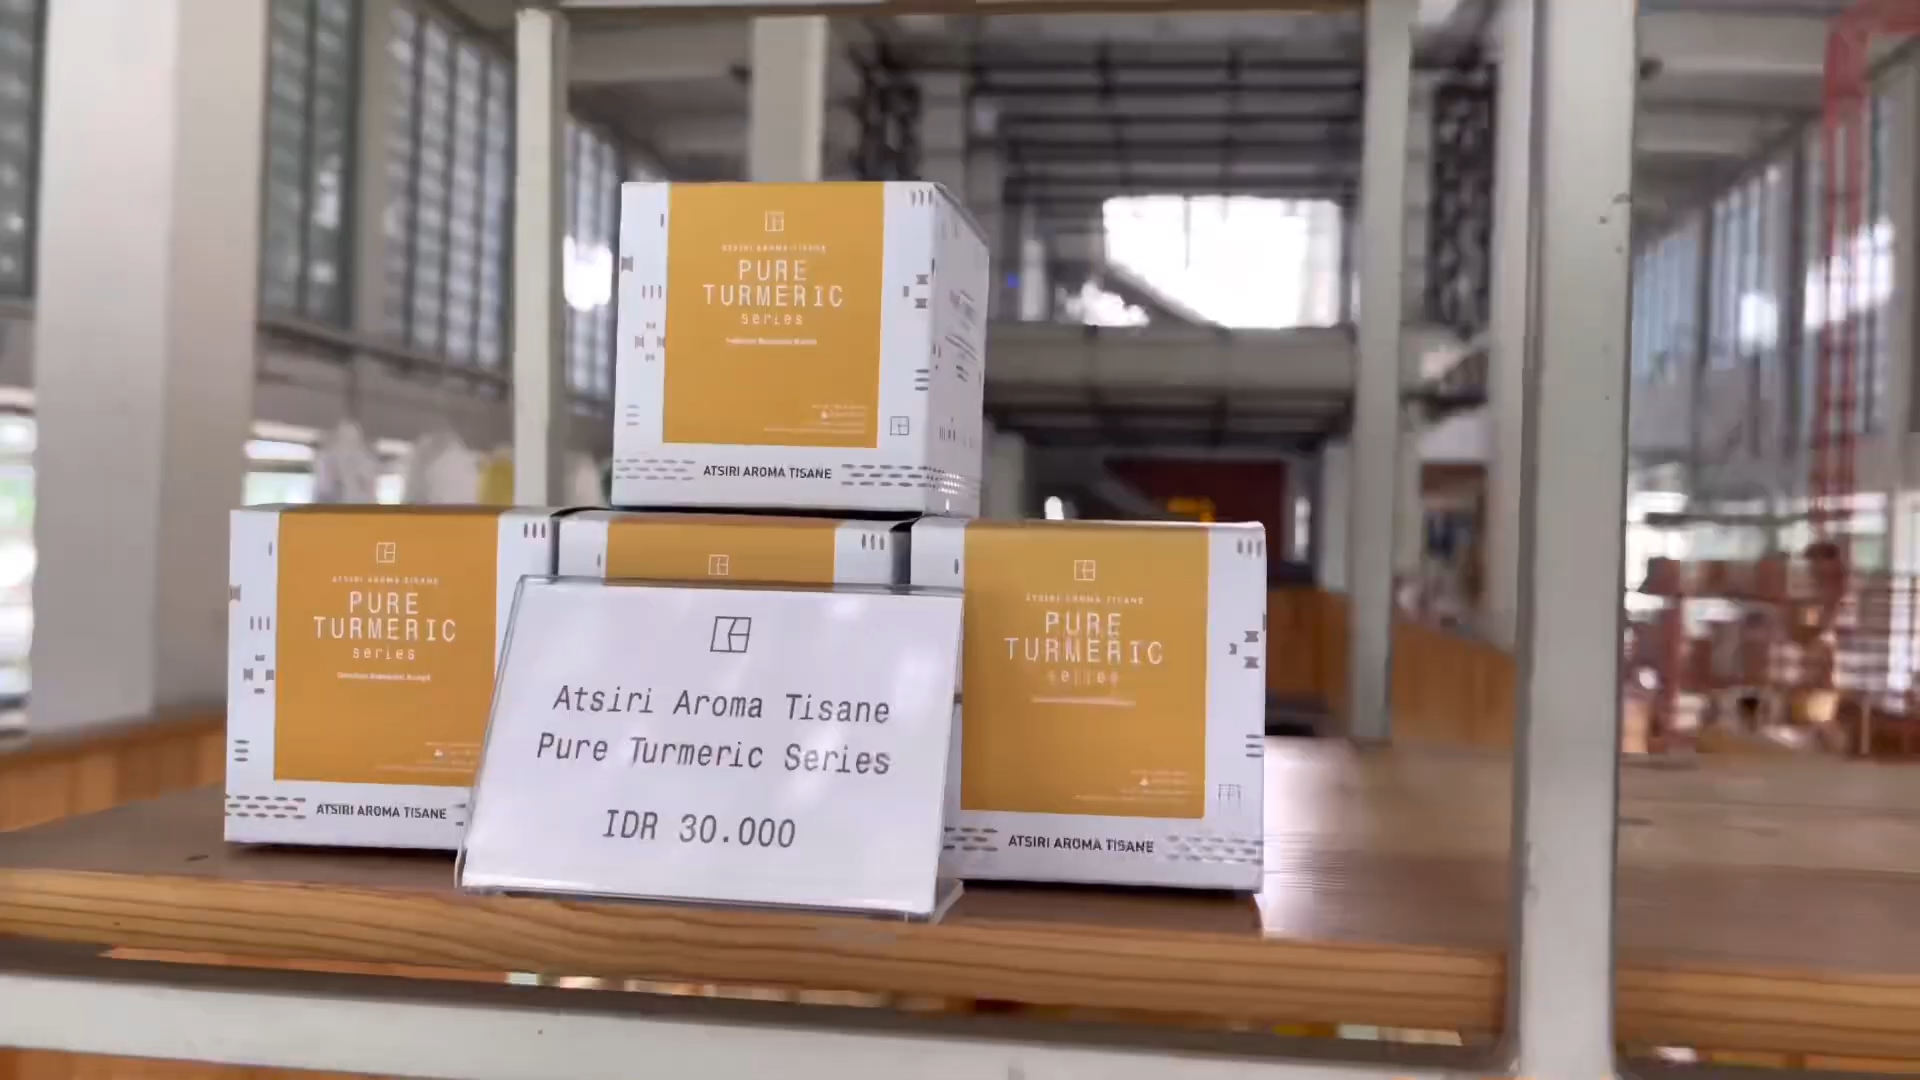 ATSIRI AROMA TISANE
PURE
TURMERIC
series
ATSIRI AROMA TISANE
ATSIRI AROMA TISANE
PURE
TURMERIC
series
ATSIRI AROMA TISANE
Atsiri Aroma Tisane
Pure Turmeric Series
IDR 30.000
ATSIRI AROMA TISANE
PURE
TURMERIC
series
ATSIRI AROMA TISANE